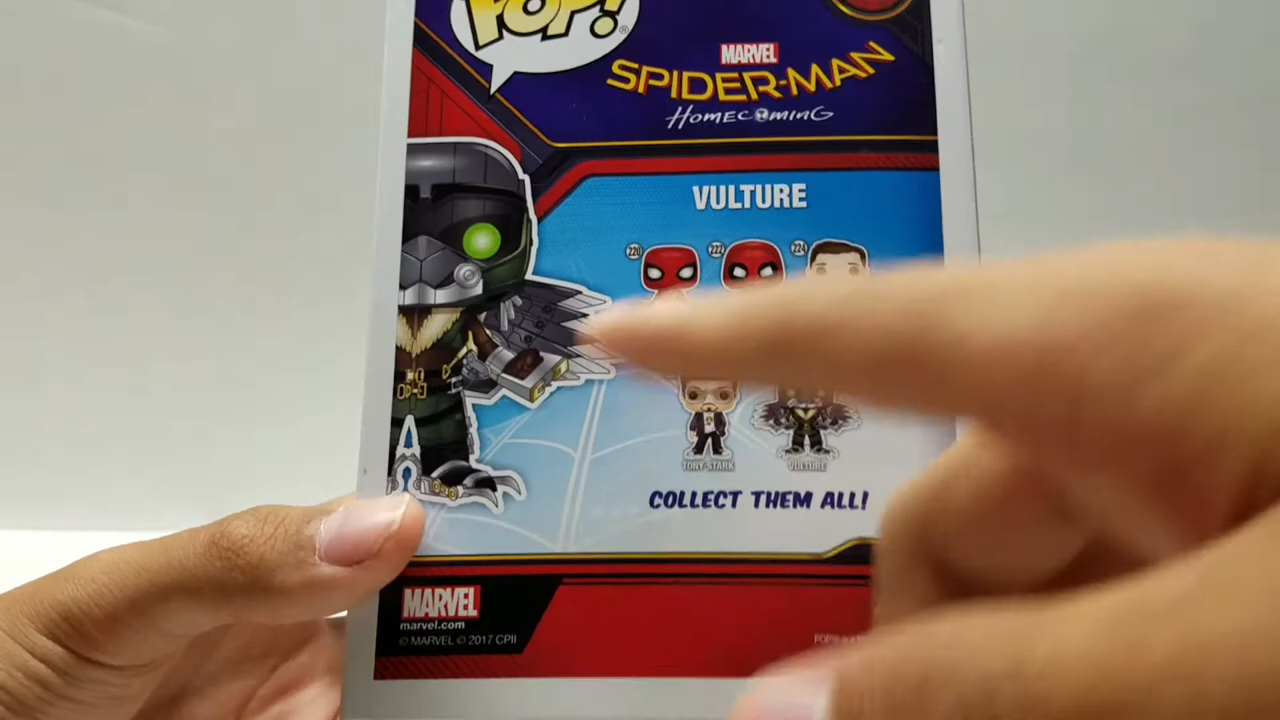 POP!
MARVEL
SPIDER-MAN
HOMECOMING
VULTURE
220
222
224
TONY STARK
VULTURE
COLLECT THEM ALL!
MARVEL
marvel.com
© MARVEL © 2017 CPII